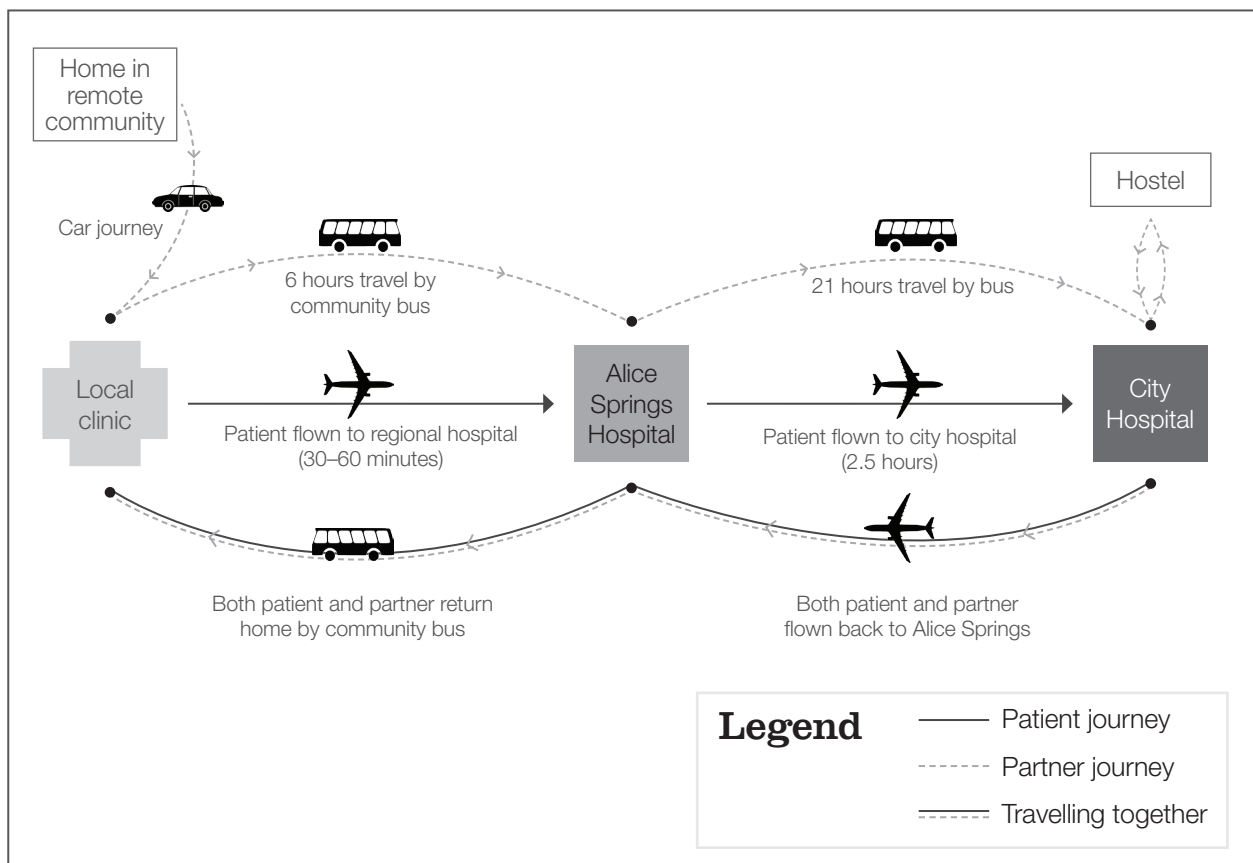 Home in
remote
community
Car journey
6 hours travel by
community bus
21 hours travel by bus
Hostel
Local
clinic
Patient flown to regional hospital
(30–60 minutes)
Alice
Springs
Hospital
Patient flown to city hospital
(2.5 hours)
City
Hospital
Both patient and partner return
home by community bus
Both patient and partner
flown back to Alice Springs
Legend
Patient journey
Partner journey
Travelling together